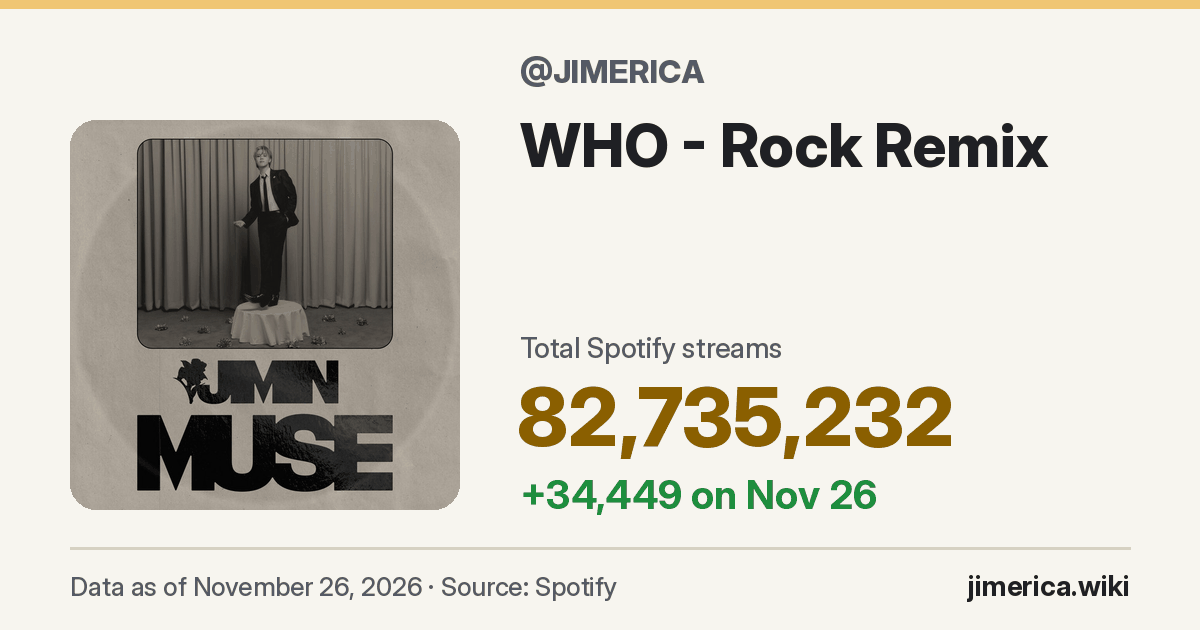 @JIMERICA
WHO - Rock Remix
JMN
MUSE
Total Spotify streams
82,735,232
+34,449 on Nov 26
Data as of November 26, 2026 · Source: Spotify
jimerica.wiki